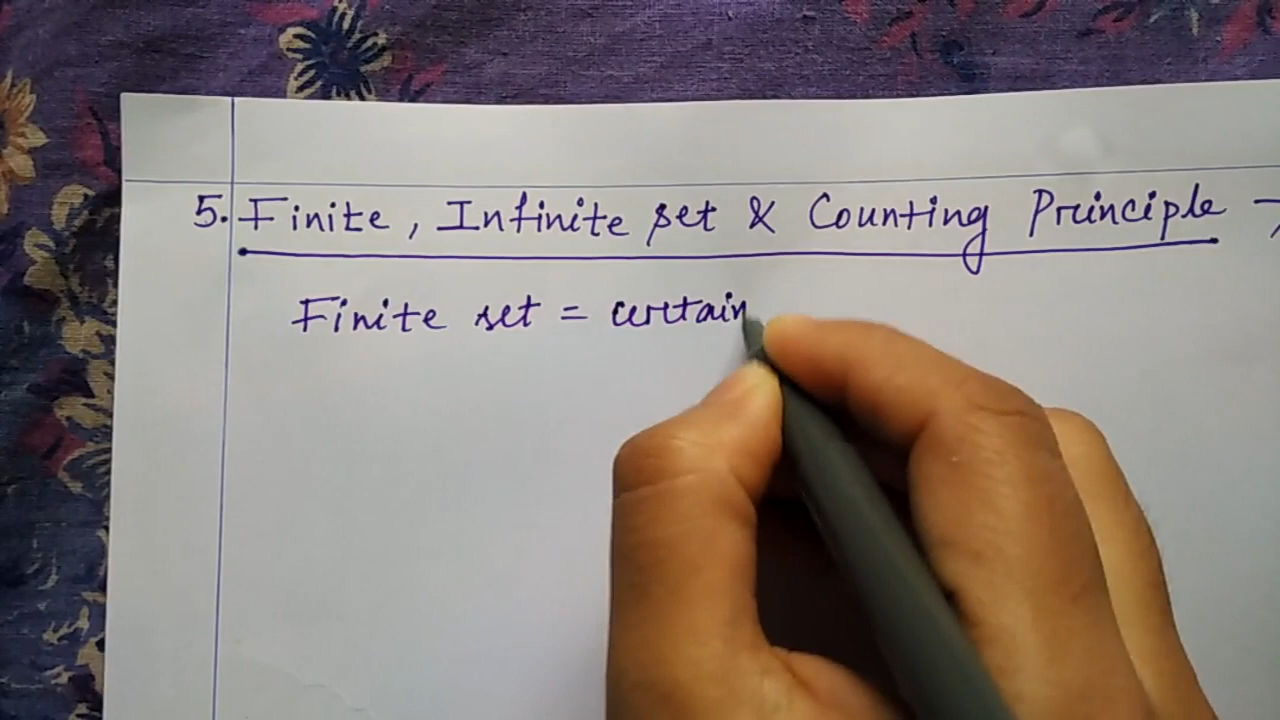 5. Finite, Infinite set & Counting Principle →
Finite set = certain